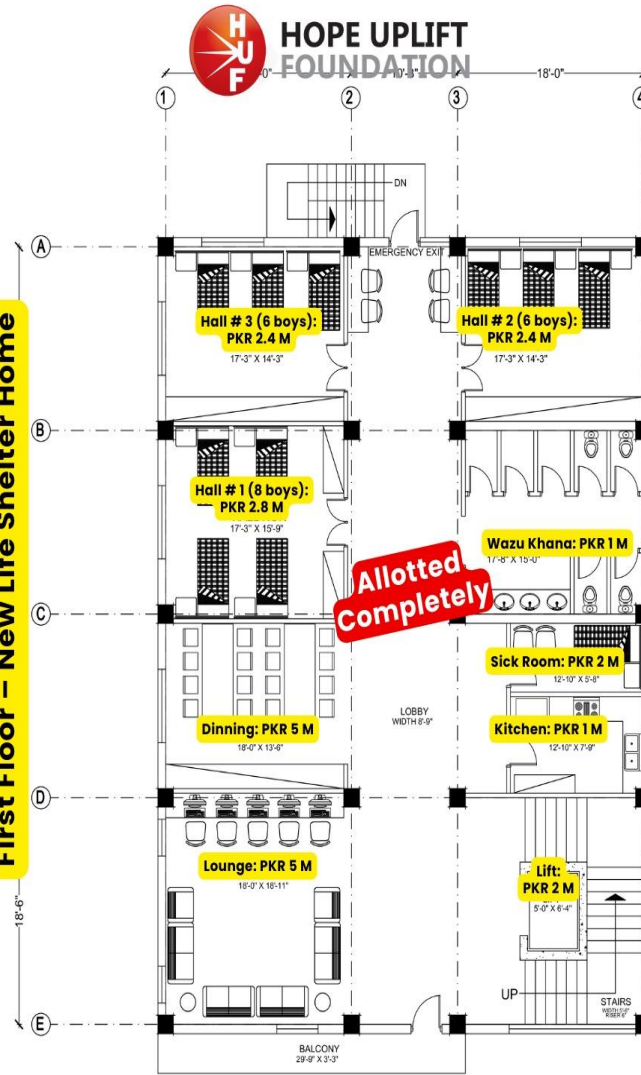 HUF
HOPE UPLIFT
FOUNDATION
18'-0"
1
2
3
4
DN
A
EMERGENCY EXIT
Hall # 3 (6 boys):
PKR 2.4 M
17'-3" X 14'-3"
Hall # 2 (6 boys):
PKR 2.4 M
17'-3" X 14'-3"
B
Hall # 1 (8 boys):
PKR 2.8 M
17'-3" X 15'-9"
Wazu Khana: PKR 1 M
17'-8" X 15'-0"
Allotted
Completely
C
Sick Room: PKR 2 M
12'-10" X 5'-8"
Dinning: PKR 5 M
18'-0" X 13'-6"
LOBBY
WIDTH 8'-9"
Kitchen: PKR 1 M
12'-10" X 7'-9"
D
Lounge: PKR 5 M
18'-0" X 18'-11"
Lift:
PKR 2 M
5'-0" X 6'-4"
UP
STAIRS
E
BALCONY
29'-9" X 3'-3"
First Floor – New Life Shelter Home
18'-6"